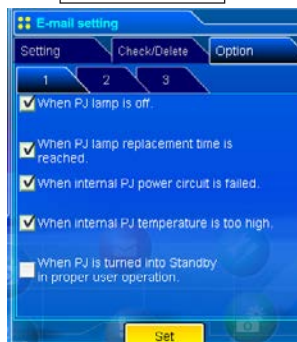 E-mail setting
Setting Check/Delete Option
1 2 3
When PJ lamp is off.
When PJ lamp replacement time is
reached.
When internal PJ power circuit is failed.
When internal PJ temperature is too high.
When PJ is turned into Standby
in proper user operation.
Set